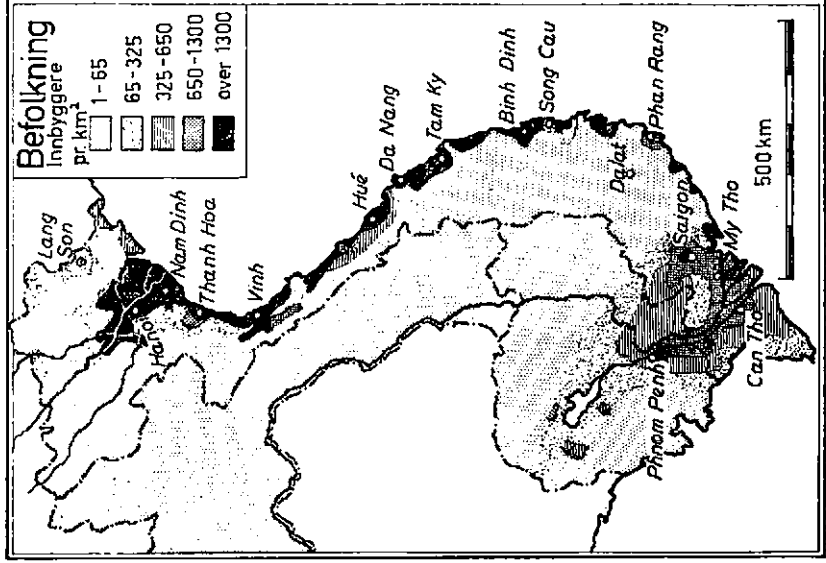 Befolkning
Innbyggere
pr. km²
1-65
65-325
325-650
650-1300
over 1300
Lang
Son
Hanoi
Nam Dinh
Thanh Hoa
Vinh
Hué
Da Nang
Tam Ky
Binh Dinh
Song Cau
Dalat
Phan Rang
Saigon
My Tho
Phnom Penh
Can Tho
500 km